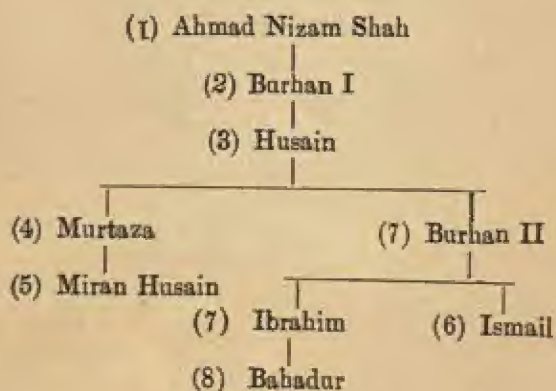 (1) Ahmad Nizam Shah
(2) Burhan I
(3) Husain
(4) Murtaza (7) Burhan II
(5) Miran Husain
(7) Ibrahim (6) Ismail
(8) Bahadur